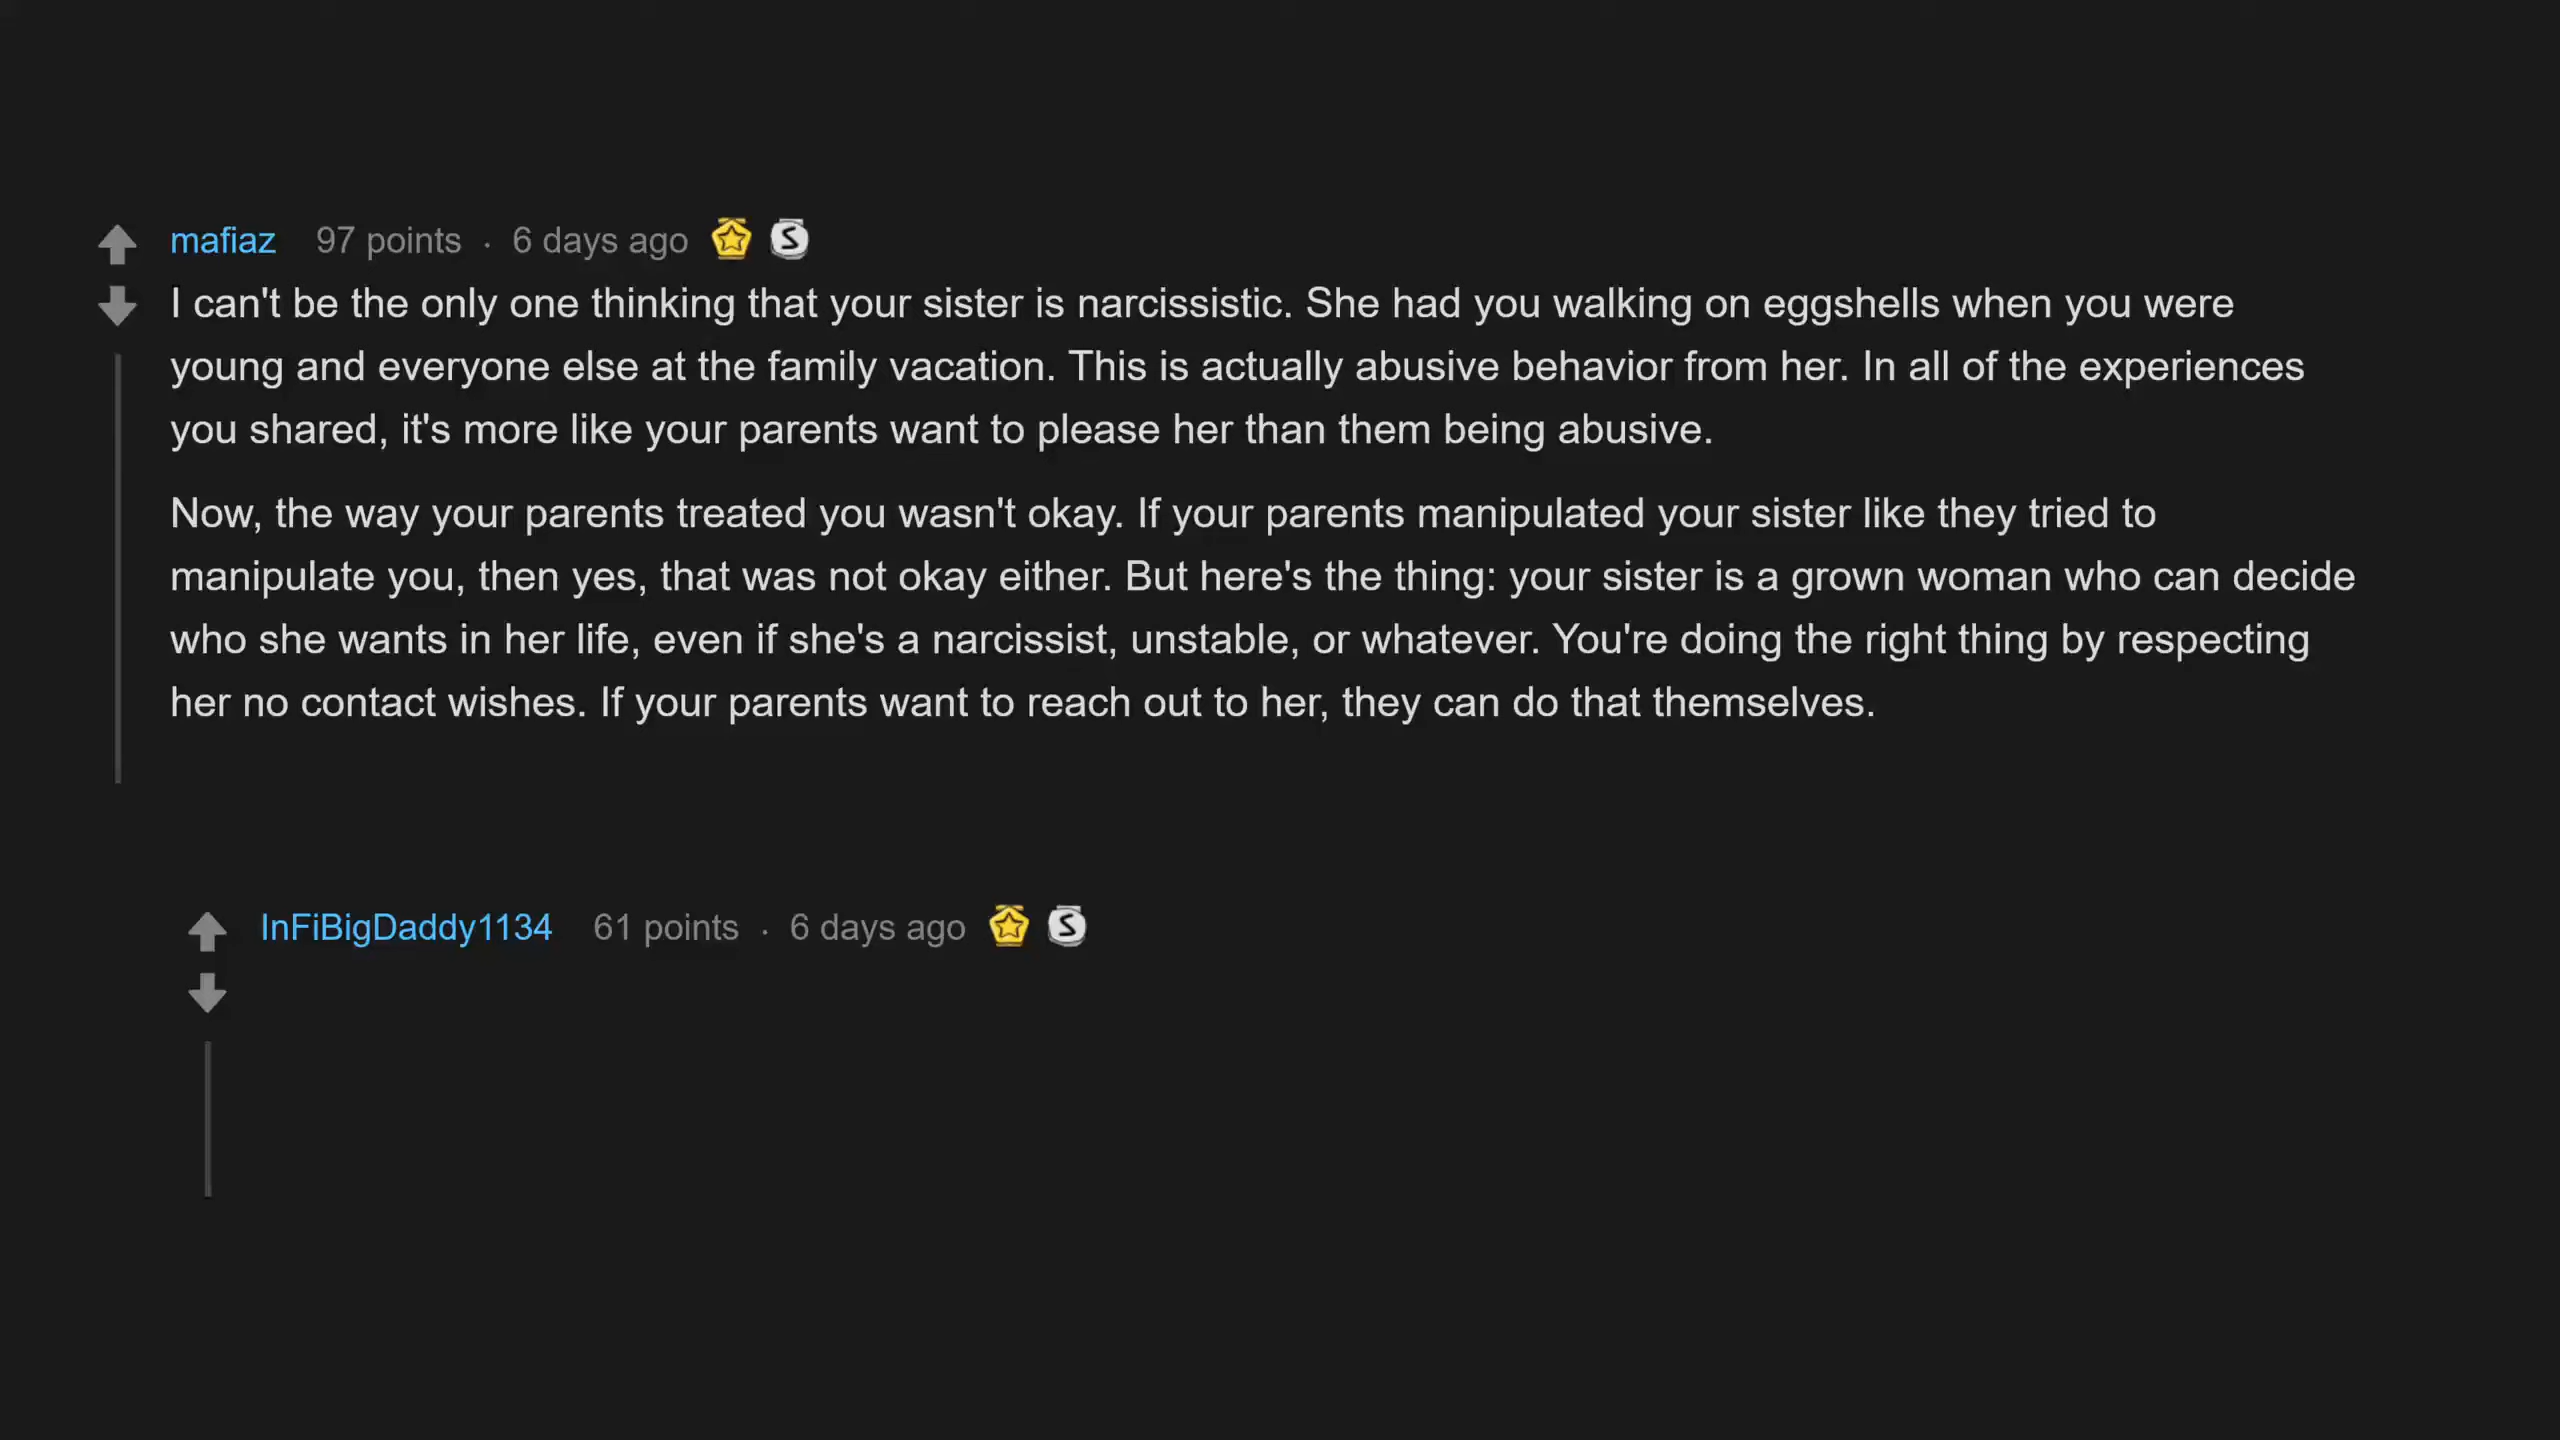 mafiaz 97 points · 6 days ago S
I can't be the only one thinking that your sister is narcissistic. She had you walking on eggshells when you were
young and everyone else at the family vacation. This is actually abusive behavior from her. In all of the experiences
you shared, it's more like your parents want to please her than them being abusive.
Now, the way your parents treated you wasn't okay. If your parents manipulated your sister like they tried to
manipulate you, then yes, that was not okay either. But here's the thing: your sister is a grown woman who can decide
who she wants in her life, even if she's a narcissist, unstable, or whatever. You're doing the right thing by respecting
her no contact wishes. If your parents want to reach out to her, they can do that themselves.
InFiBigDaddy1134 61 points · 6 days ago S